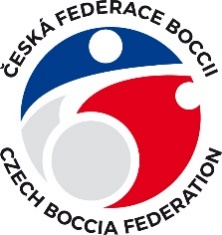 ČESKÁ FEDERACE BOCCII
CZECH BOCCIA FEDERATION